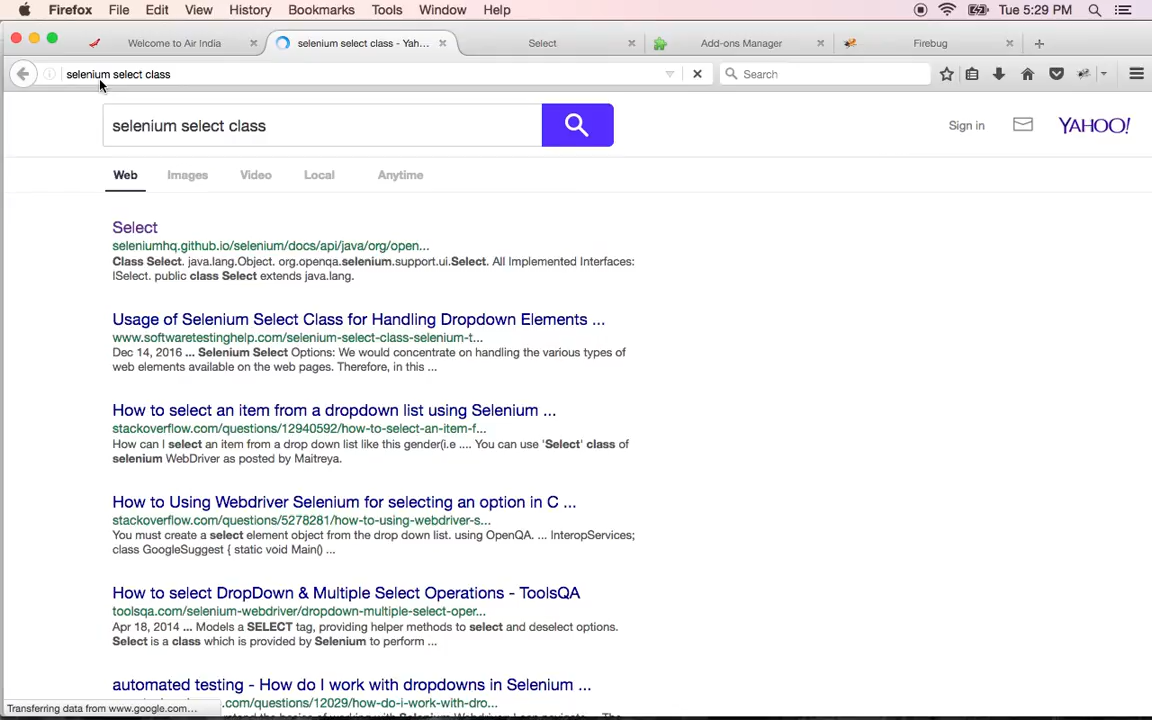 Firefox File Edit View History Bookmarks Tools Window Help Tue 5:29 PM
Welcome to Air India selenium select class - Yah... Select Add-ons Manager Firebug
selenium select class Search
selenium select class Sign in YAHOO!
Web Images Video Local Anytime
Select
seleniumhq.github.io/selenium/docs/api/java/org/open...
Class Select. java.lang.Object. org.openqa.selenium.support.ui.Select. All Implemented Interfaces:
ISelect. public class Select extends java.lang.
Usage of Selenium Select Class for Handling Dropdown Elements ...
www.softwaretestinghelp.com/selenium-select-class-selenium-t...
Dec 14, 2016 ... Selenium Select Options: We would concentrate on handling the various types of
web elements available on the web pages. Therefore, in this ...
How to select an item from a dropdown list using Selenium ...
stackoverflow.com/questions/12940592/how-to-select-an-item-f...
How can I select an item from a drop down list like this gender(i.e .... You can use 'Select' class of
selenium WebDriver as posted by Maitreya.
How to Using Webdriver Selenium for selecting an option in C ...
stackoverflow.com/questions/5278281/how-to-using-webdriver-s...
You must create a select element object from the drop down list. using OpenQA. ... InteropServices;
class GoogleSuggest { static void Main() ...
How to select DropDown & Multiple Select Operations - ToolsQA
toolsqa.com/selenium-webdriver/dropdown-multiple-select-oper...
Apr 18, 2014 ... Models a SELECT tag, providing helper methods to select and deselect options.
Select is a class which is provided by Selenium to perform ...
automated testing - How do I work with dropdowns in Selenium ...
.com/questions/12029/how-do-i-work-with-dro...
Transferring data from www.google.com...